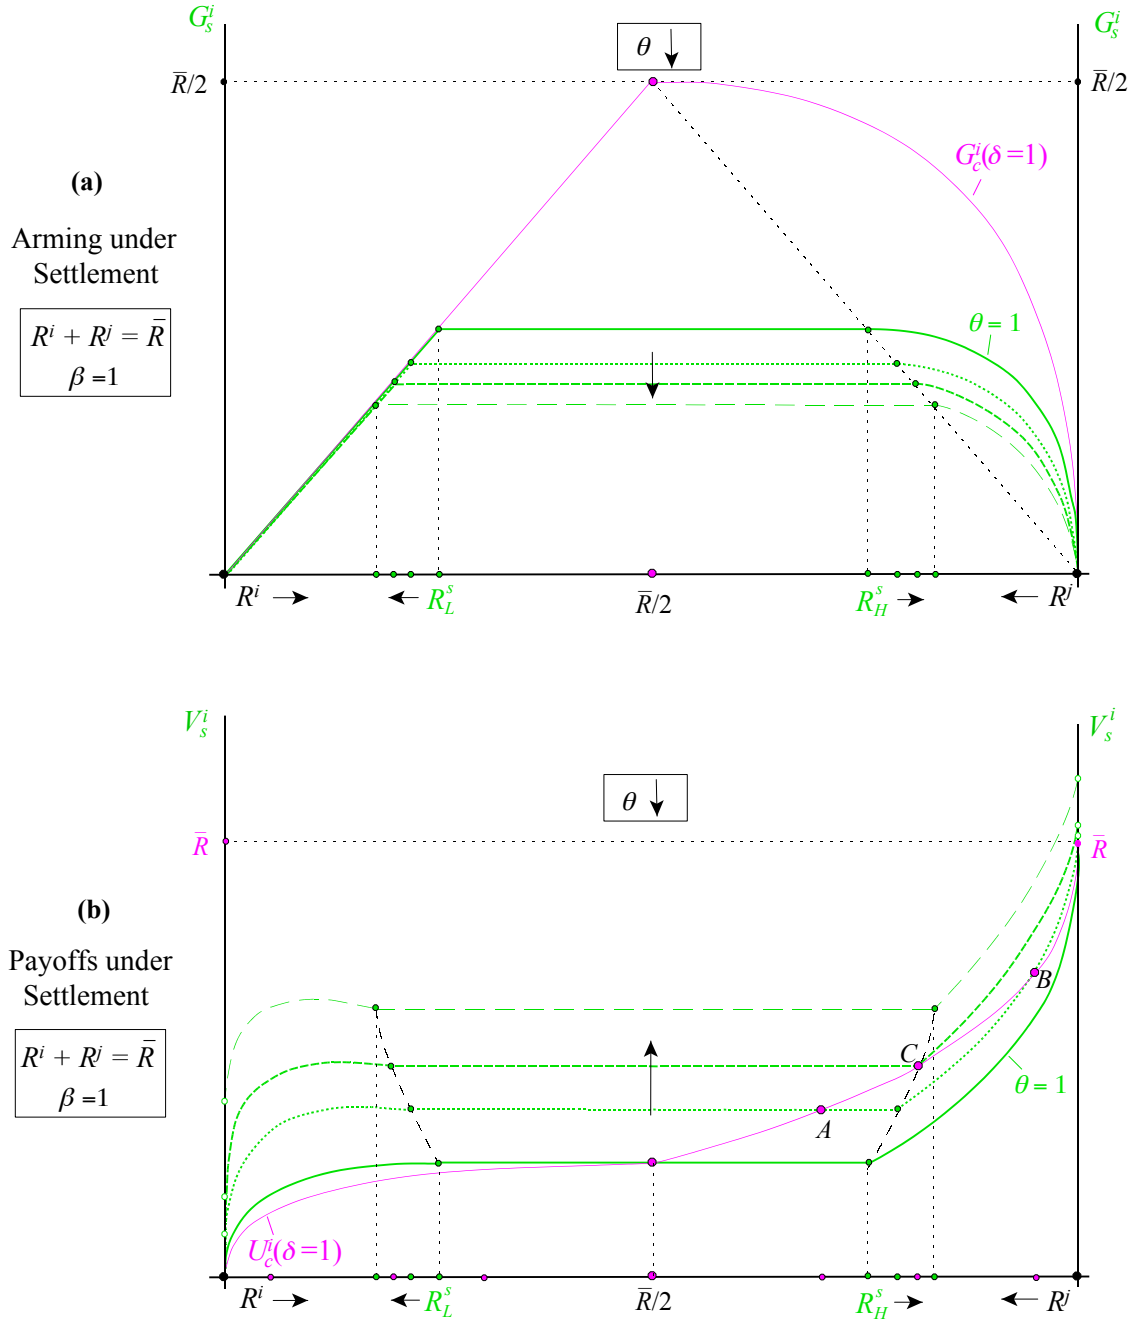 G_s^i
G_s^i
θ ↓
R̄/2
R̄/2
G_c^i(δ=1)
(a)
Arming under
Settlement
R^i + R^j = R̄
β =1
θ = 1
R^i →
← R_L^s
R̄/2
R_H^s →
← R^j
V_s^i
V_s^i
θ ↓
R̄
R̄
(b)
Payoffs under
Settlement
R^i + R^j = R̄
β =1
B
C
A
θ = 1
U_c^i(δ=1)
R^i →
← R_L^s
R̄/2
R_H^s →
← R^j